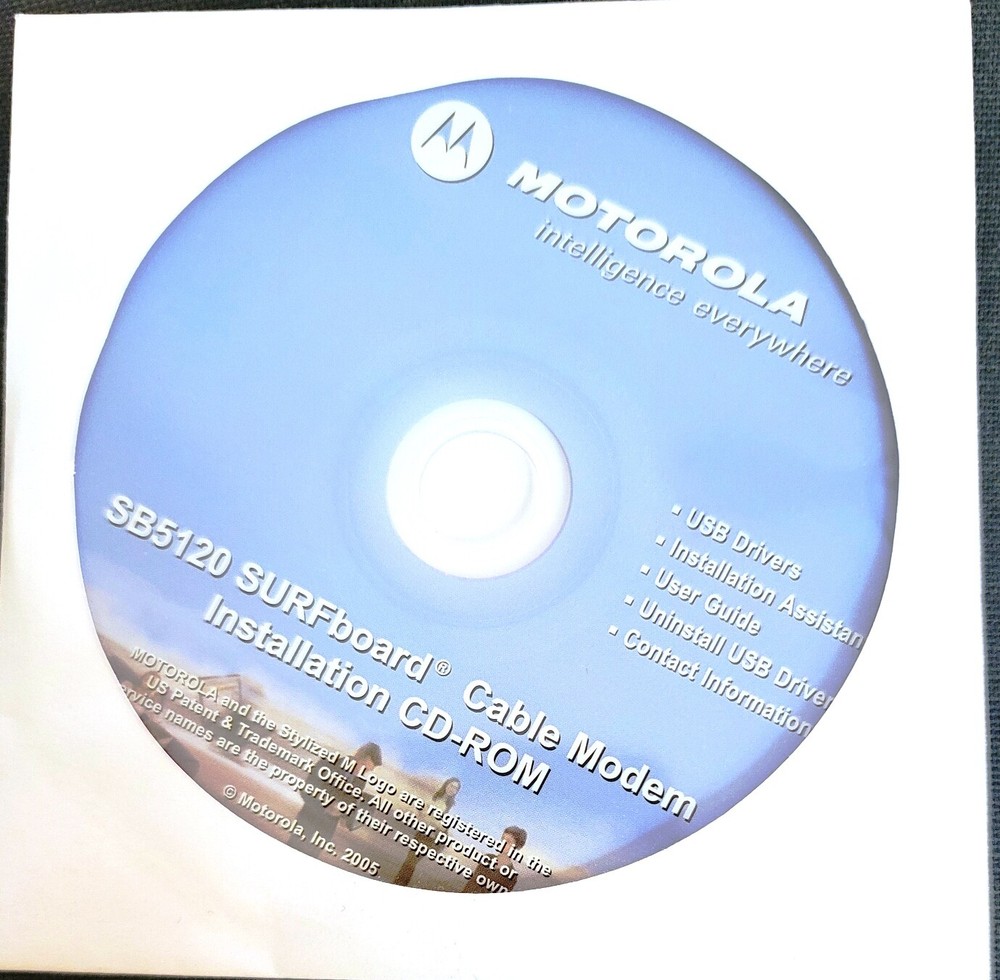 MOTOROLA
intelligence everywhere
▪ USB Drivers
▪ Installation Assistan
▪ User Guide
▪ Uninstall USB Driver
▪ Contact Information
SB5120 SURFboard® Cable Modem
Installation CD-ROM
MOTOROLA and the Stylized M Logo are registered in the
US Patent & Trademark Office. All other product or
ervice names are the property of their respective own
© Motorola, Inc. 2005